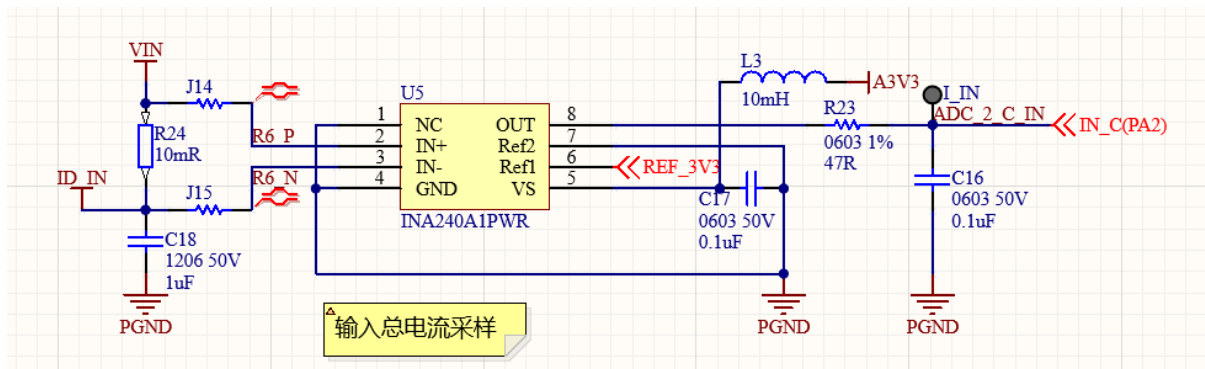 VIN
J14
R24
10mR
R6_P
ID_IN
R6_N
J15
C18
1206 50V
1uF
PGND
U5
1
NC
OUT
8
2
IN+
Ref2
7
3
IN-
Ref1
6
4
GND
VS
5
INA240A1PWR
REF_3V3
L3
10mH
A3V3
R23
0603 1%
47R
I_IN
ADC_2_C_IN
IN_C(PA2)
C17
0603 50V
0.1uF
C16
0603 50V
0.1uF
PGND
PGND
输入总电流采样